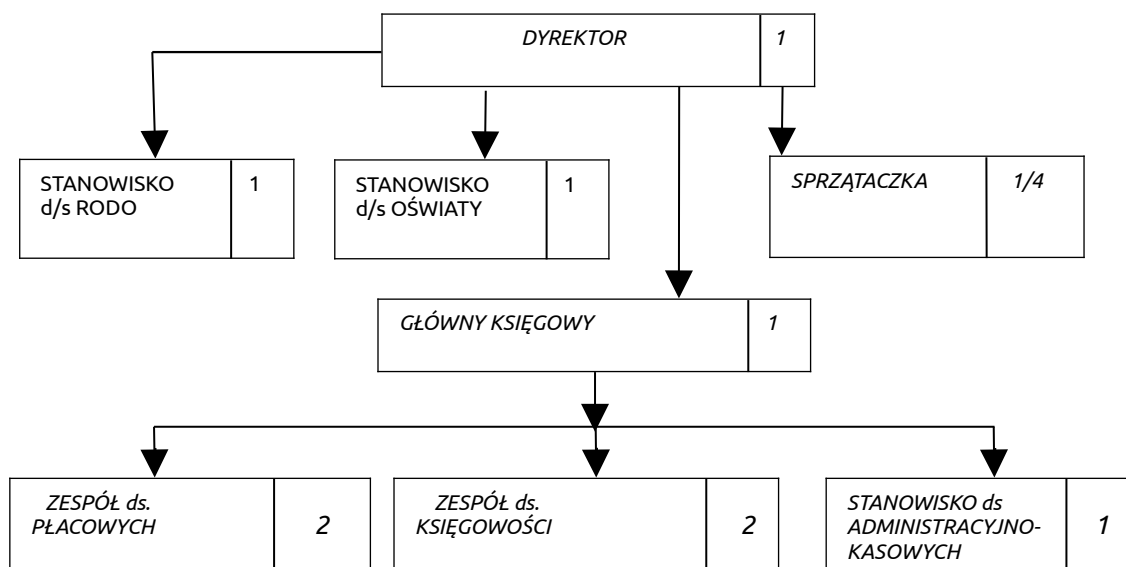 DYREKTOR 1
STANOWISKO 1
d/s RODO
STANOWISKO 1
d/s OŚWIATY
SPRZĄTACZKA 1/4
GŁÓWNY KSIĘGOWY 1
ZESPÓŁ ds.
PŁACOWYCH 2
ZESPÓŁ ds.
KSIĘGOWOŚCI 2
STANOWISKO ds
ADMINISTRACYJNO- 1
KASOWYCH